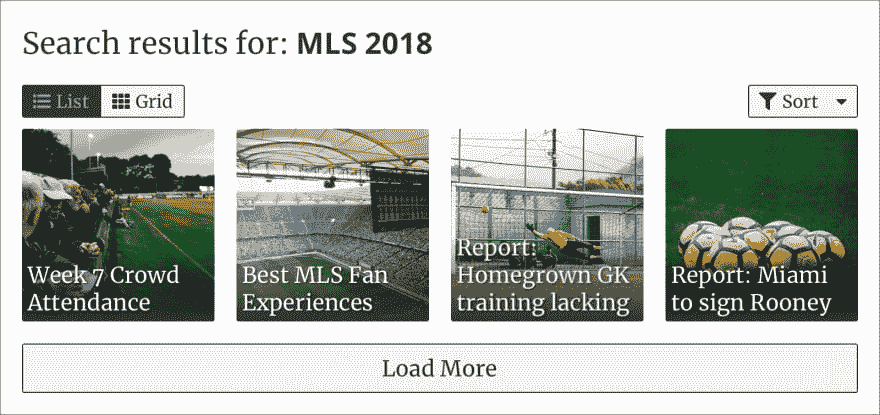 Search results for: MLS 2018
List Grid Sort
Week 7 Crowd
Attendance
Best MLS Fan
Experiences
Report:
Homegrown GK
training lacking
Report: Miami
to sign Rooney
Load More